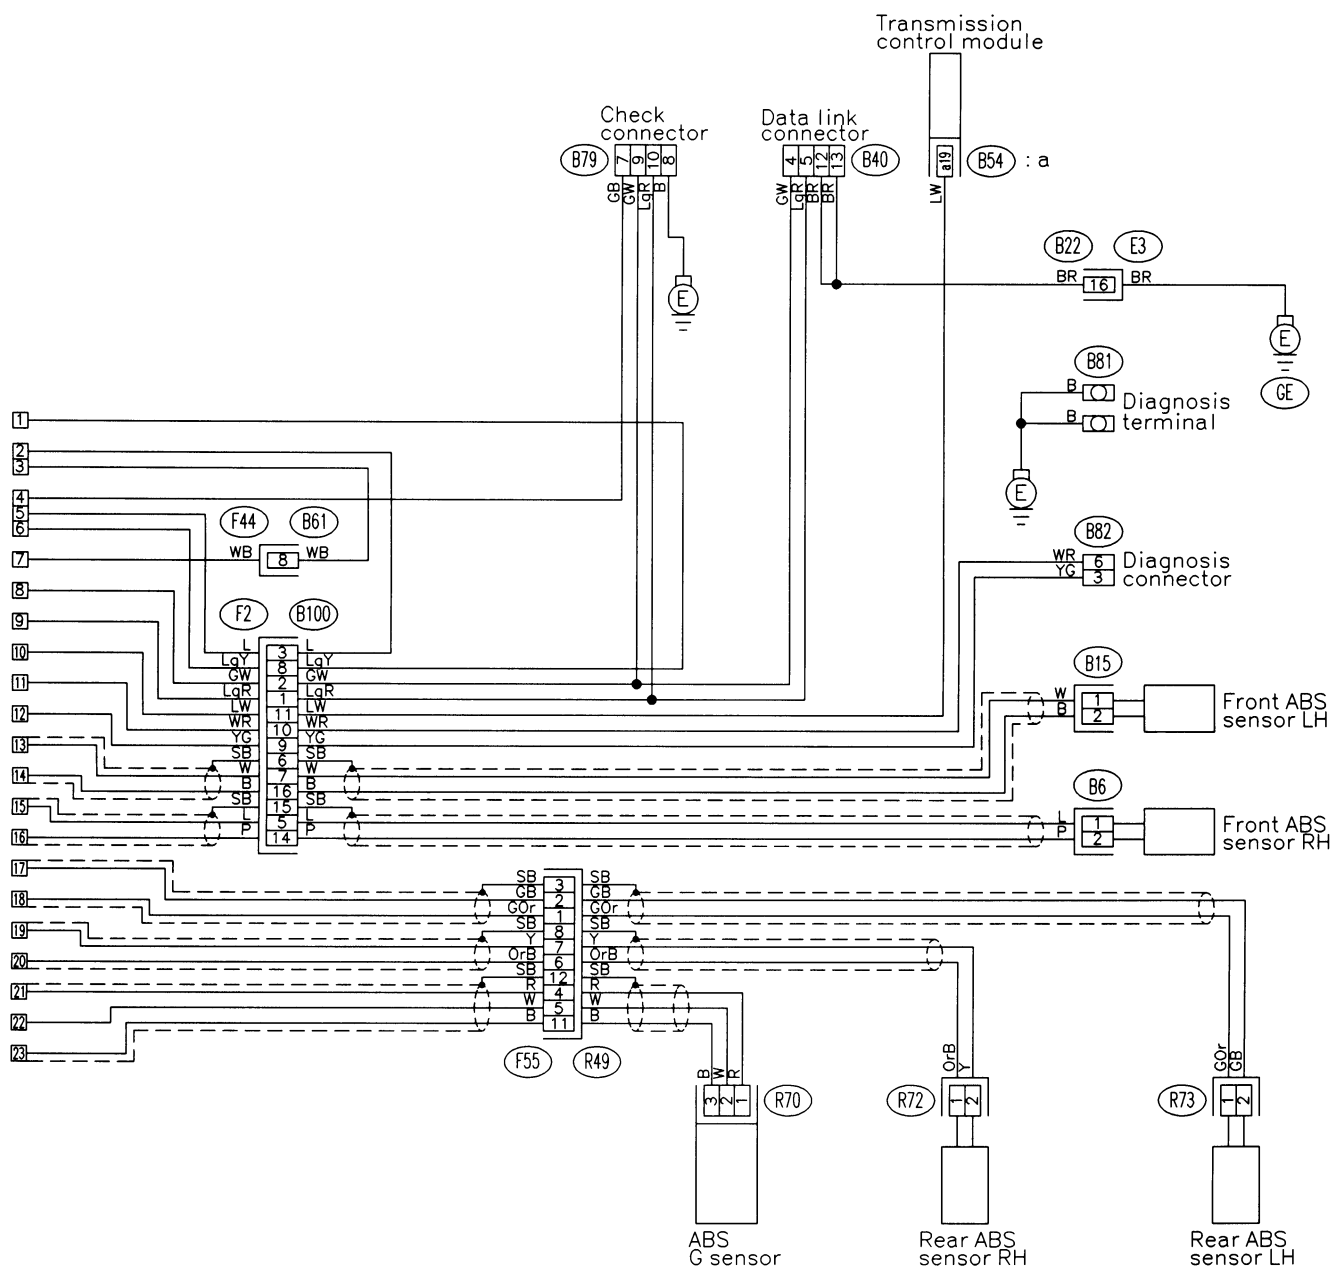 Transmission
control module
Check
connector
Data link
connector
B79
7 9 10 8
4 5 12 13
B40
a19
B54 : a
GB GW LgR B
GW LgR BR BR
LW
B22 E3
BR 16 BR
E
E
GE
B81
B
B
Diagnosis
terminal
E
1
2
3
4
5
6
F44 B61
7 WB 8 WB
B82
WR 6
YG 3
Diagnosis
connector
8
9
10
11
12
13
14
15
16
F2 B100
L 3 L
LgY 8 LgY
GW 2 GW
LgR 1 LgR
LW 11 LW
WR 10 WR
YG 9 YG
SB 6 SB
W 7 W
B 16 B
SB 15 SB
L 5 L
P 14 P
B15
W 1
B 2
Front ABS
sensor LH
B6
L 1
P 2
Front ABS
sensor RH
17
18
19
20
21
22
23
SB 3 SB
GB 2 GB
GOr 1 GOr
SB 8 SB
Y 7 Y
OrB 6 OrB
SB 12 SB
R 4 R
W 5 W
B 11 B
F55 R49
B W R
3 2 1
R70
OrB Y
R72
1 2
GOr GB
R73
1 2
ABS
G sensor
Rear ABS
sensor RH
Rear ABS
sensor LH